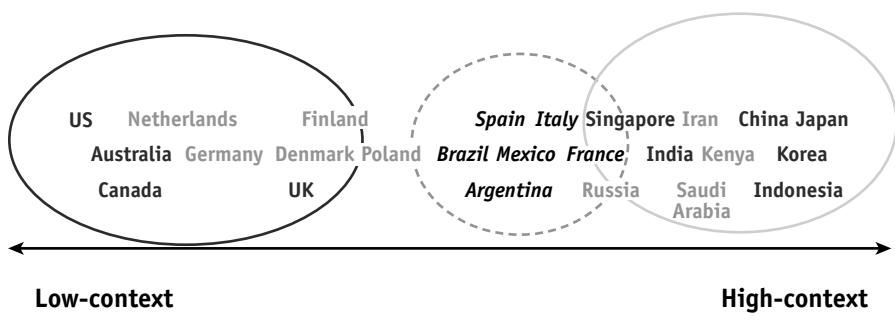 US Netherlands Finland Spain Italy Singapore Iran China Japan
Australia Germany Denmark Poland Brazil Mexico France India Kenya Korea
Canada UK Argentina Russia Saudi Indonesia
Arabia
Low-context High-context